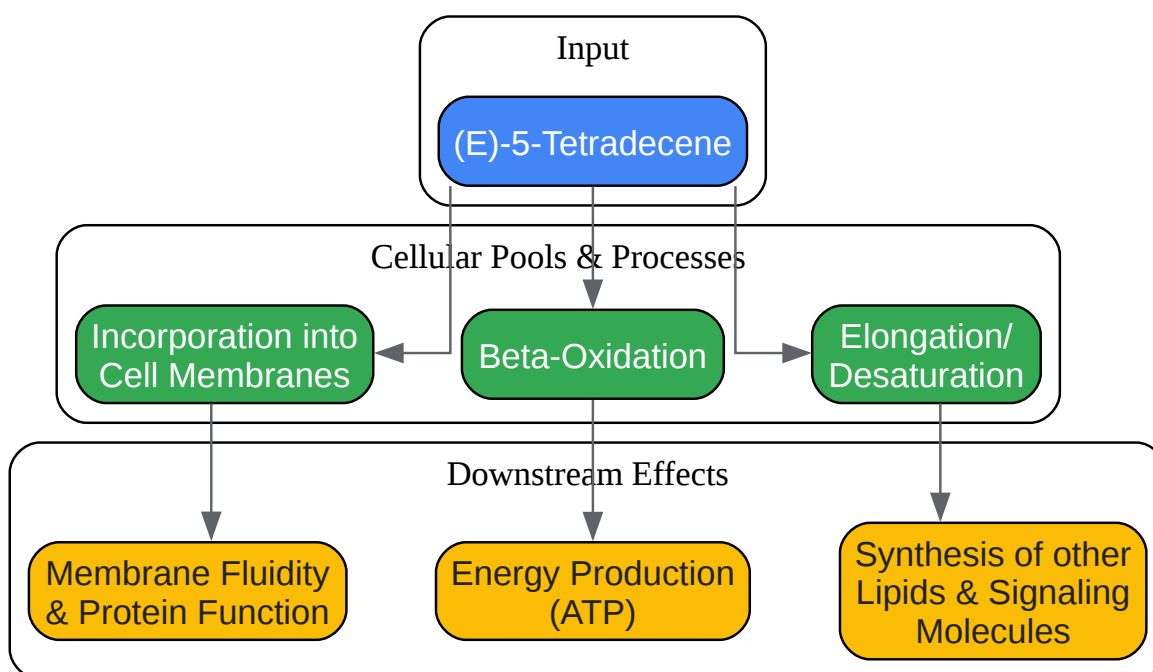 Input
(E)-5-Tetradecene
Cellular Pools & Processes
Incorporation into
Cell Membranes
Beta-Oxidation
Elongation/
Desaturation
Downstream Effects
Membrane Fluidity
& Protein Function
Energy Production
(ATP)
Synthesis of other
Lipids & Signaling
Molecules